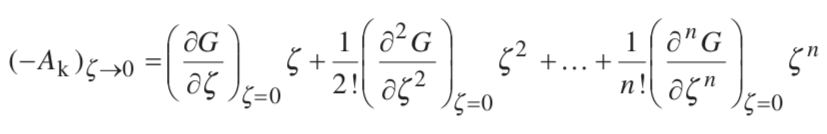 (−A_k)_{ζ→0} = (∂G/∂ζ)_{ζ=0} ζ + 1/2! (∂²G/∂ζ²)_{ζ=0} ζ² + ... + 1/n! (∂ⁿG/∂ζⁿ)_{ζ=0} ζⁿ